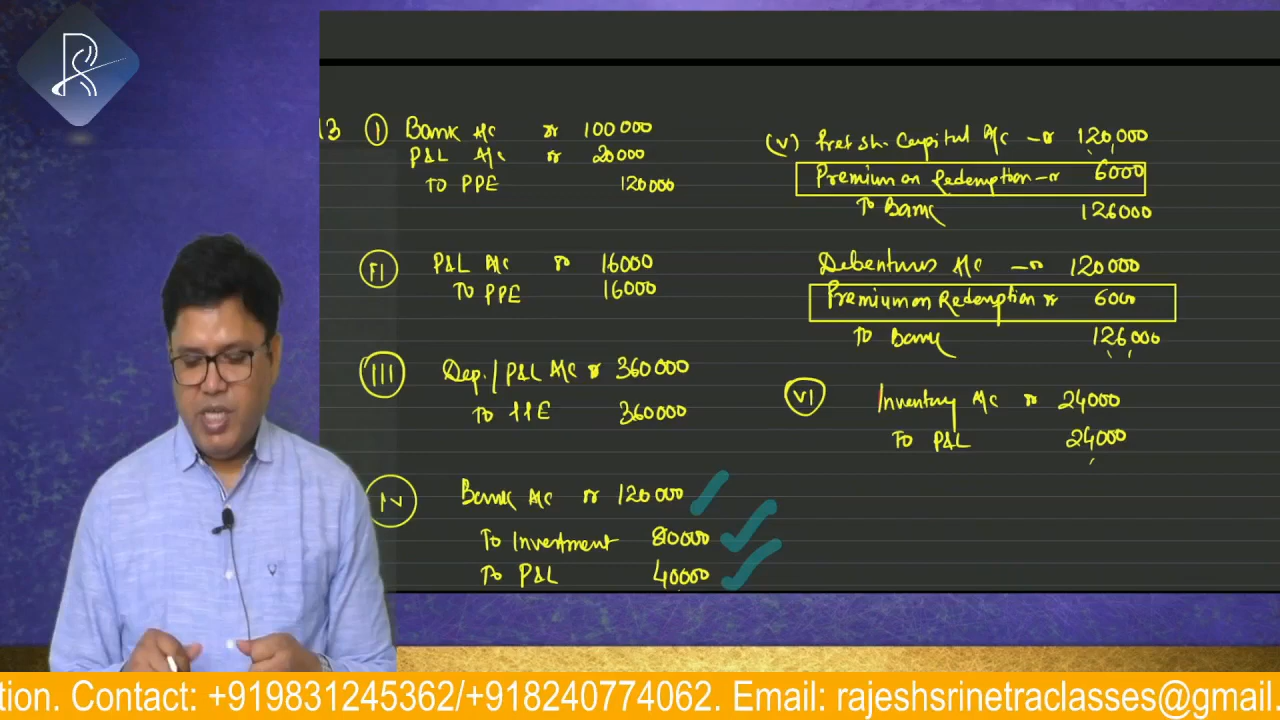 RS
13 (I) Bank A/C Dr 100000
P&L A/C Dr 20000
To PPE 120000
(II) P&L A/C Dr 16000
To PPE 16000
(III) Dep./P&L A/C Dr 360000
To PPE 360000
(IV) Bank A/C Dr 120000
To Investment 80000
To P&L 40000
(V) Pref sh. Capital A/C - Dr 120,000
Premium on Redemption - Dr 6000
To Bank 126000
Debentures A/C - Dr 120000
Premium on Redemption Dr 6000
To Bank 126000
(VI) Inventory A/C Dr 24000
To P&L 24000
tion. Contact: +919831245362/+918240774062. Email: rajeshsrinetraclasses@gmail.